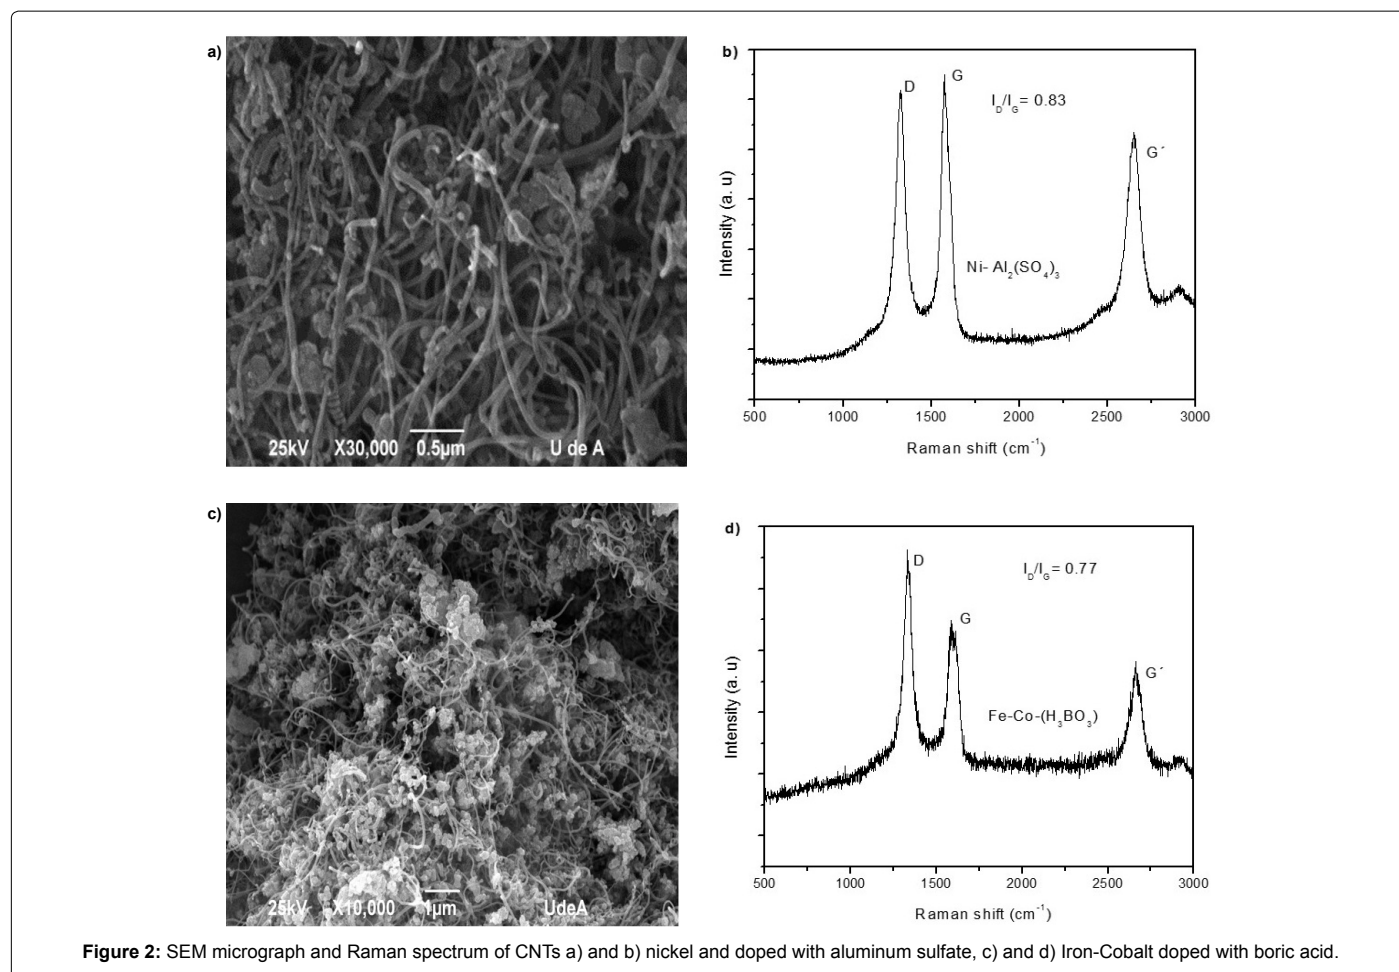 a)
25kV X30,000 0.5µm U de A
b)
D
G
I_D/I_G= 0.83
G´
Ni- Al₂(SO₄)₃
Intensity (a. u)
500 1000 1500 2000 2500 3000
Raman shift (cm⁻¹)
c)
25kV X10,000 1µm UdeA
d)
D
I_D/I_G= 0.77
G
G´
Fe-Co-(H₃BO₃)
Intensity (a. u)
500 1000 1500 2000 2500 3000
Raman shift (cm⁻¹)
Figure 2: SEM micrograph and Raman spectrum of CNTs a) and b) nickel and doped with aluminum sulfate, c) and d) Iron-Cobalt doped with boric acid.